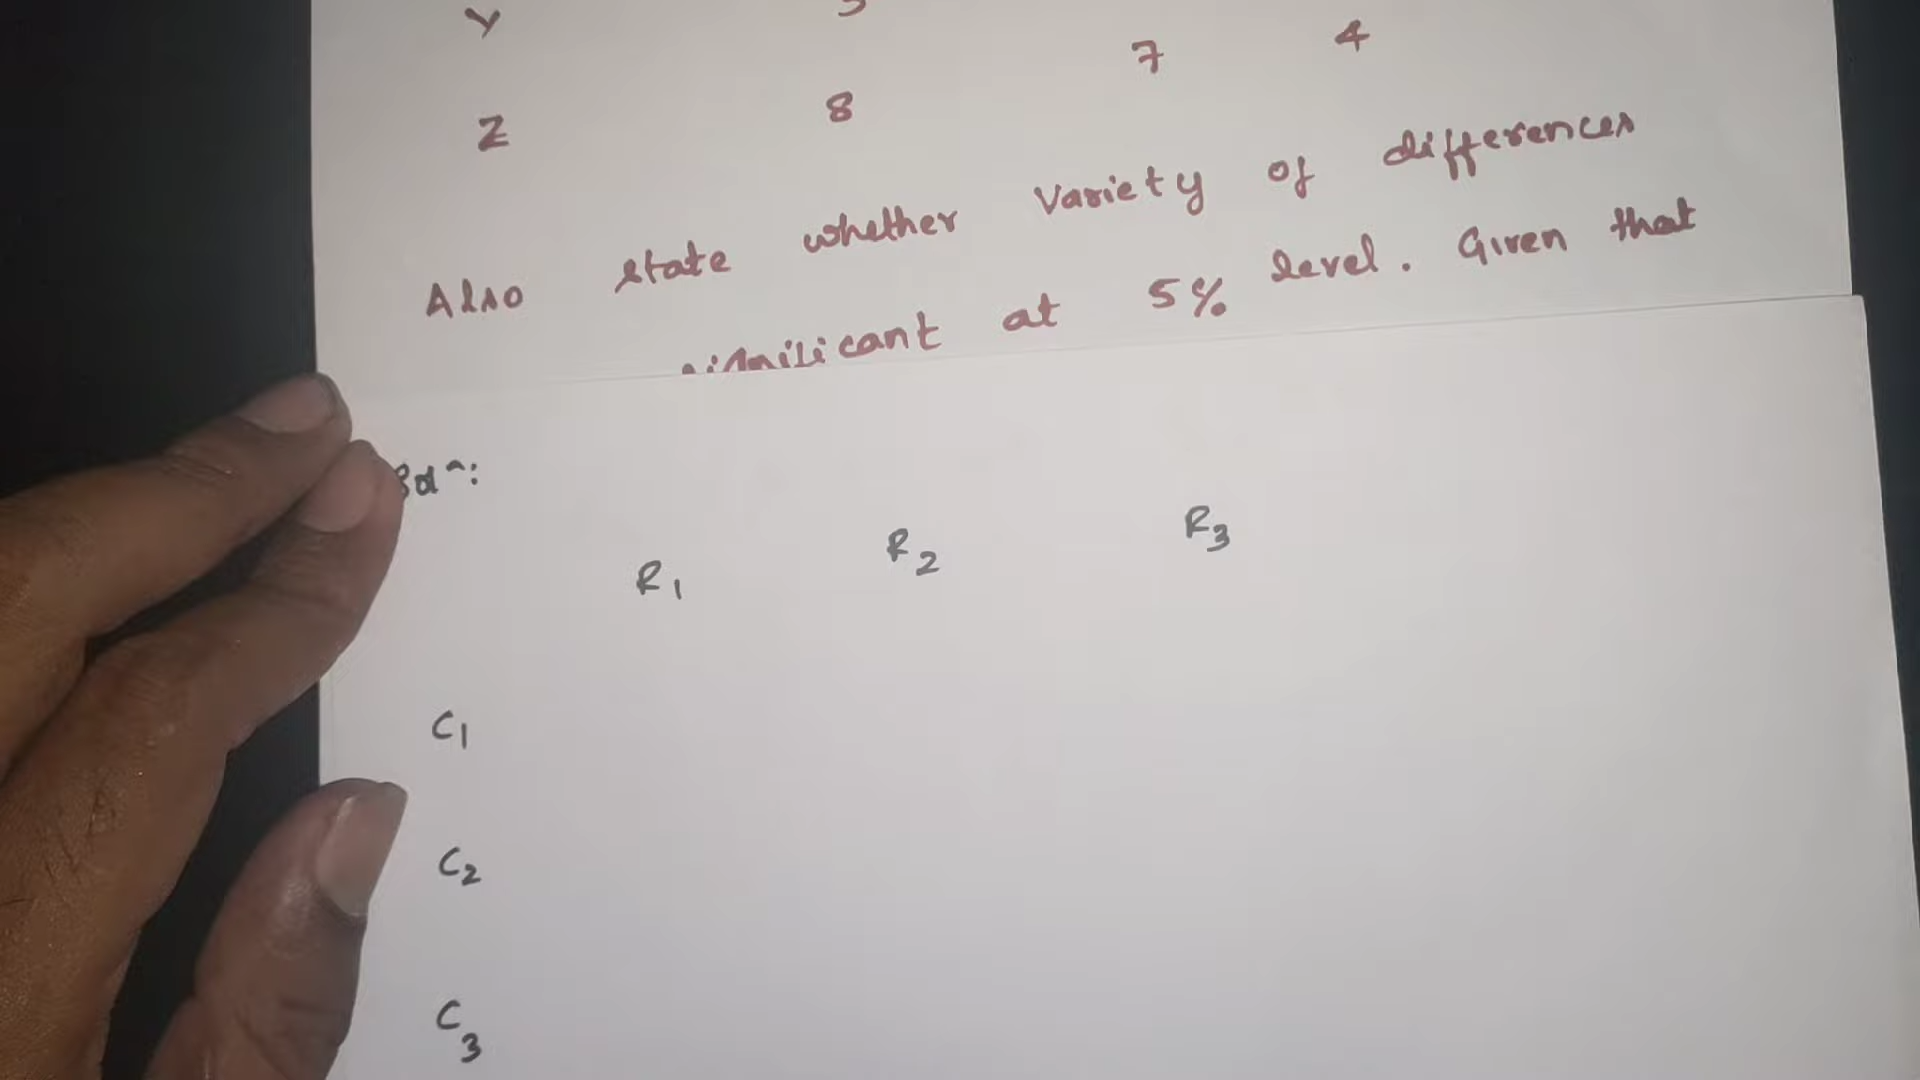 Y
Z 8 7 4
Also state whether variety of differences
significant at 5% level. Given that
Soln:
R1 R2 R3
C1
C2
C3